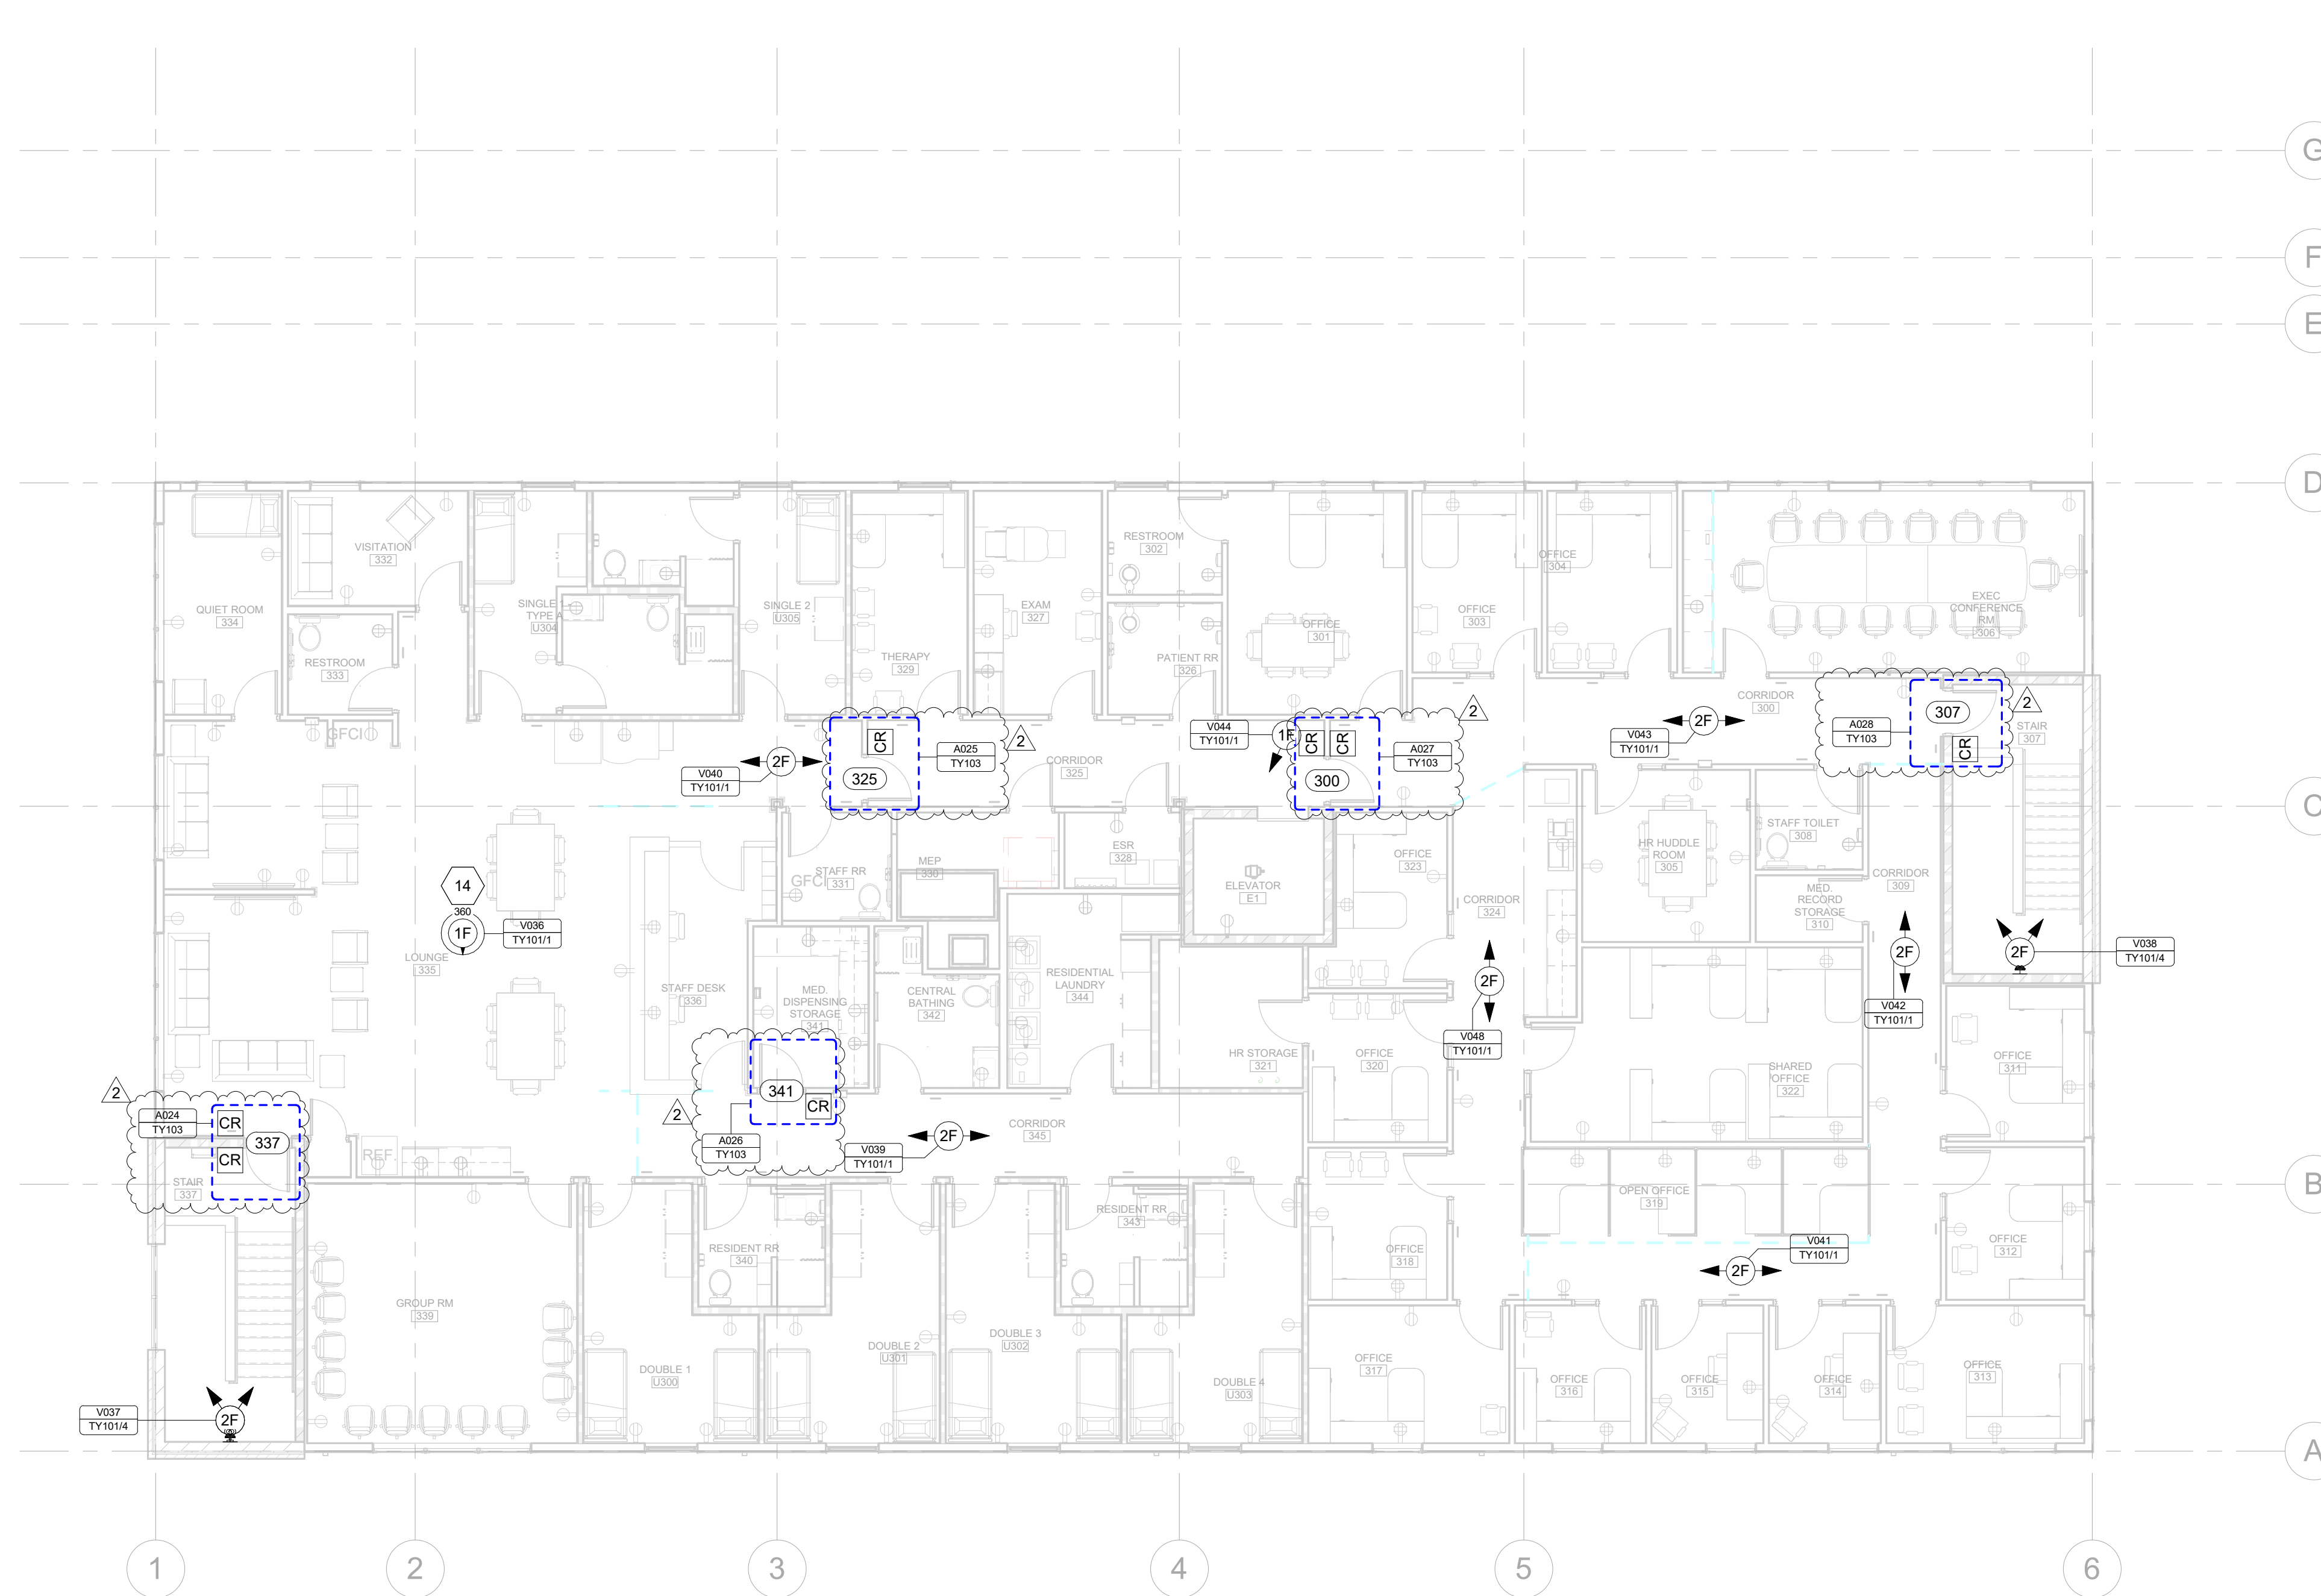 G
F
E
D
VISITATION
332
QUIET ROOM
334
SINGLE 1 -
TYPE A
U304
SINGLE 2
U305
THERAPY
329
EXAM
327
RESTROOM
302
PATIENT RR
326
OFFICE
301
OFFICE
303
OFFICE
304
EXEC
CONFERENCE
RM
306
RESTROOM
333
GFCI
V040
TY101/1
2F
CR
325
A025
TY103
2
CORRIDOR
325
V044
TY101/1
1F
CR
CR
300
A027
TY103
2
V043
TY101/1
2F
CORRIDOR
300
A028
TY103
307
CR
2
STAIR
307
C
14
360
1F
V036
TY101/1
LOUNGE
335
STAFF DESK
336
STAFF RR
331
GFCI
MEP
330
ESR
328
ELEVATOR
E1
OFFICE
323
CORRIDOR
324
HR HUDDLE
ROOM
305
STAFF TOILET
308
MED.
RECORD
STORAGE
310
CORRIDOR
309
2F
V042
TY101/1
2F
V038
TY101/4
MED.
DISPENSING
STORAGE
341
CENTRAL
BATHING
342
RESIDENTIAL
LAUNDRY
344
HR STORAGE
321
OFFICE
320
2F
V048
TY101/1
SHARED
OFFICE
322
OFFICE
311
2
A024
TY103
CR
CR
337
STAIR
337
REF.
2
341
CR
A026
TY103
V039
TY101/1
2F
CORRIDOR
345
B
OPEN OFFICE
319
V041
TY101/1
2F
OFFICE
312
RESIDENT RR
340
RESIDENT RR
343
OFFICE
318
GROUP RM
339
DOUBLE 1
U300
DOUBLE 2
U301
DOUBLE 3
U302
DOUBLE 4
U303
OFFICE
317
OFFICE
316
OFFICE
315
OFFICE
314
OFFICE
313
V037
TY101/4
2F
A
1
2
3
4
5
6